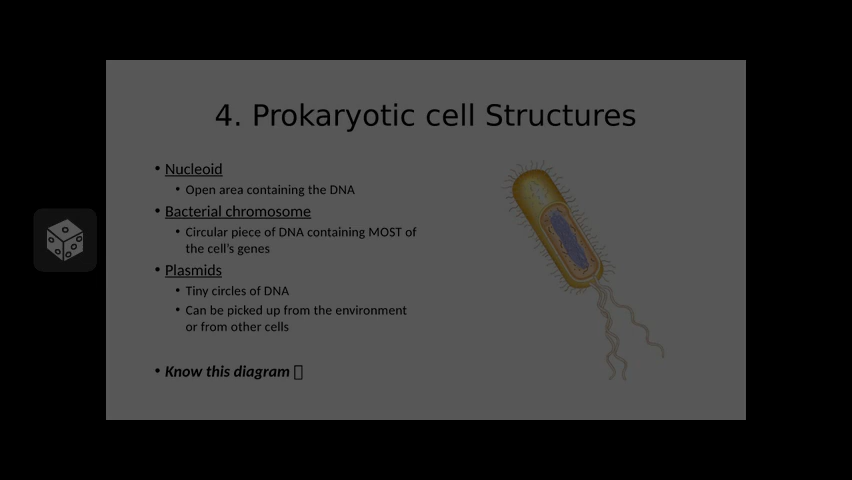 4. Prokaryotic cell Structures
• Nucleoid
• Open area containing the DNA
• Bacterial chromosome
• Circular piece of DNA containing MOST of
the cell’s genes
• Plasmids
• Tiny circles of DNA
• Can be picked up from the environment
or from other cells
• Know this diagram